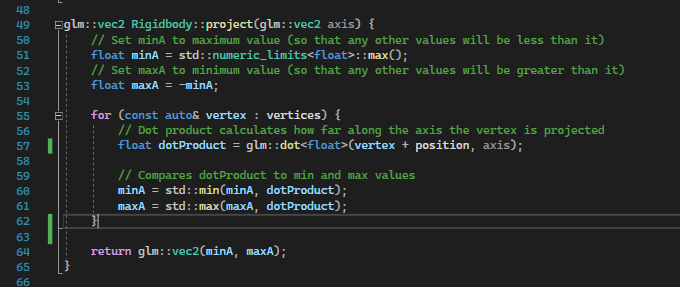 48
49 glm::vec2 Rigidbody::project(glm::vec2 axis) {
50 // Set minA to maximum value (so that any other values will be less than it)
51 float minA = std::numeric_limits<float>::max();
52 // Set maxA to minimum value (so that any other values will be greater than it)
53 float maxA = -minA;
54
55 for (const auto& vertex : vertices) {
56 // Dot product calculates how far along the axis the vertex is projected
57 float dotProduct = glm::dot<float>(vertex + position, axis);
58
59 // Compares dotProduct to min and max values
60 minA = std::min(minA, dotProduct);
61 maxA = std::max(maxA, dotProduct);
62 }
63
64 return glm::vec2(minA, maxA);
65 }
66